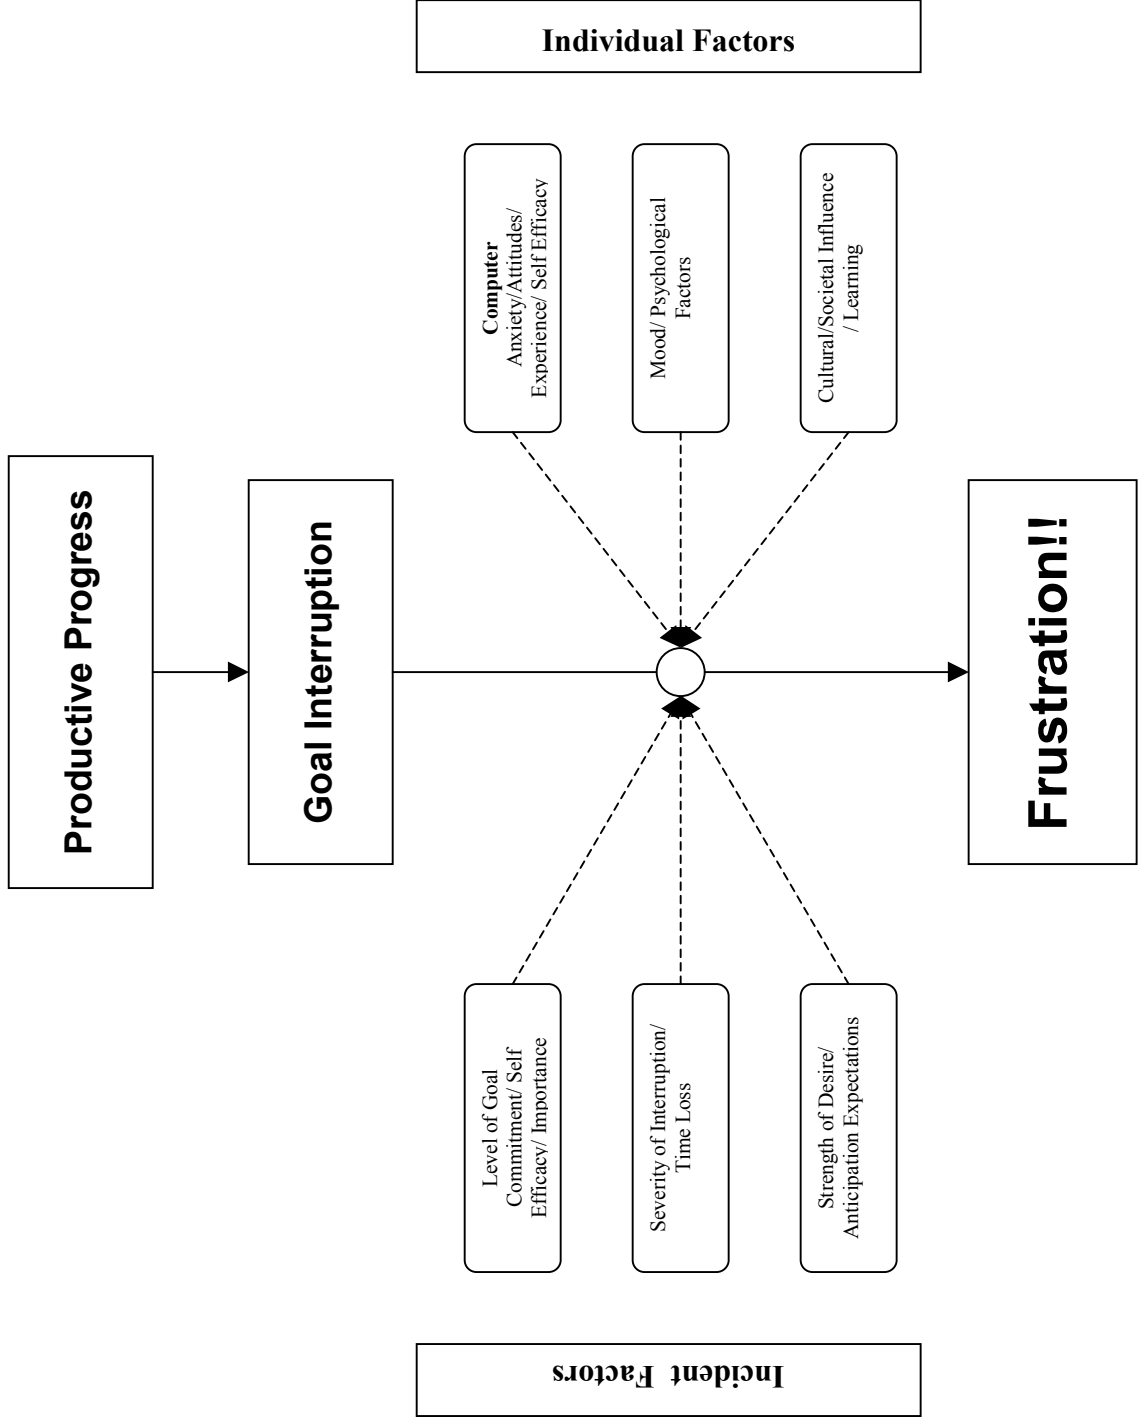 Individual Factors
Productive Progress
Goal Interruption
Computer
Anxiety/Attitudes/
Experience/ Self Efficacy
Mood/ Psychological
Factors
Cultural/Societal Influence
/ Learning
Level of Goal
Commitment/ Self
Efficacy/ Importance
Severity of Interruption/
Time Loss
Strength of Desire/
Anticipation Expectations
Frustration!!
Incident Factors